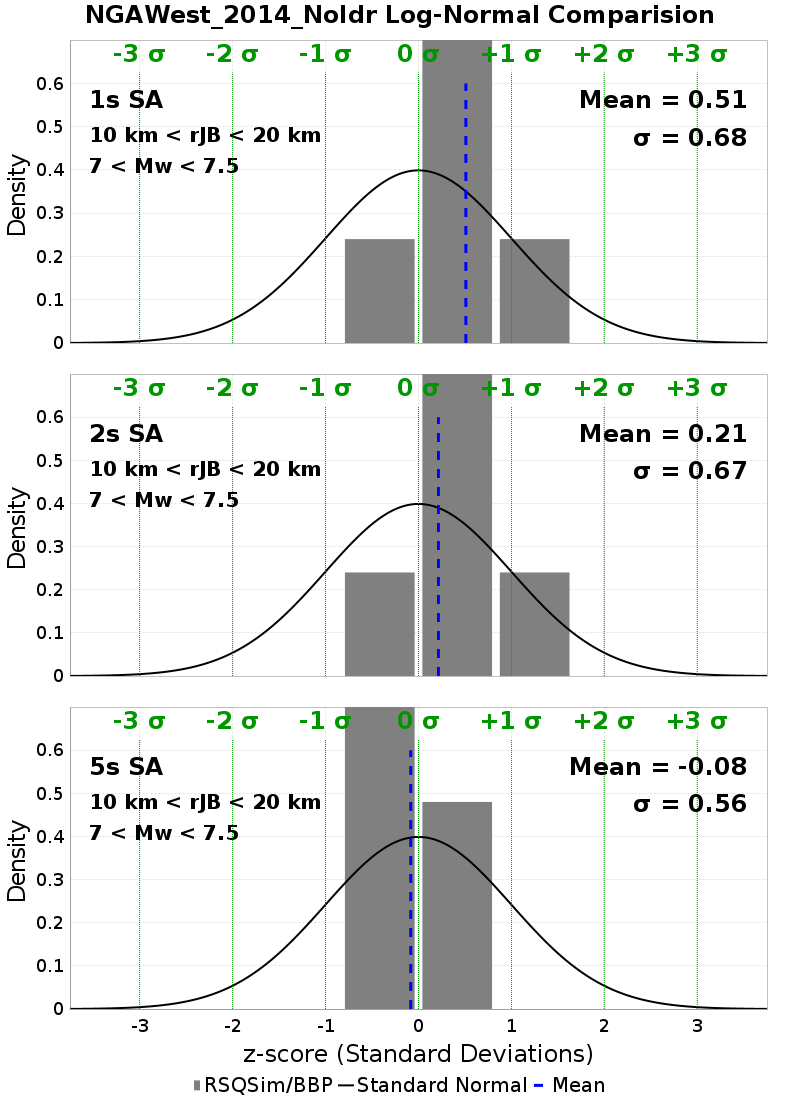 NGAWest_2014_NoIdr Log-Normal Comparision
-3 σ -2 σ -1 σ 0 σ +1 σ +2 σ +3 σ
1s SA
10 km < rJB < 20 km
7 < Mw < 7.5
Mean = 0.51
σ = 0.68
0.6
0.5
0.4
0.3
0.2
0.1
0
Density
-3 σ -2 σ -1 σ 0 σ +1 σ +2 σ +3 σ
2s SA
10 km < rJB < 20 km
7 < Mw < 7.5
Mean = 0.21
σ = 0.67
0.6
0.5
0.4
0.3
0.2
0.1
0
Density
-3 σ -2 σ -1 σ 0 σ +1 σ +2 σ +3 σ
5s SA
10 km < rJB < 20 km
7 < Mw < 7.5
Mean = -0.08
σ = 0.56
0.6
0.5
0.4
0.3
0.2
0.1
0
Density
-3 -2 -1 0 1 2 3
z-score (Standard Deviations)
RSQSim/BBP Standard Normal Mean